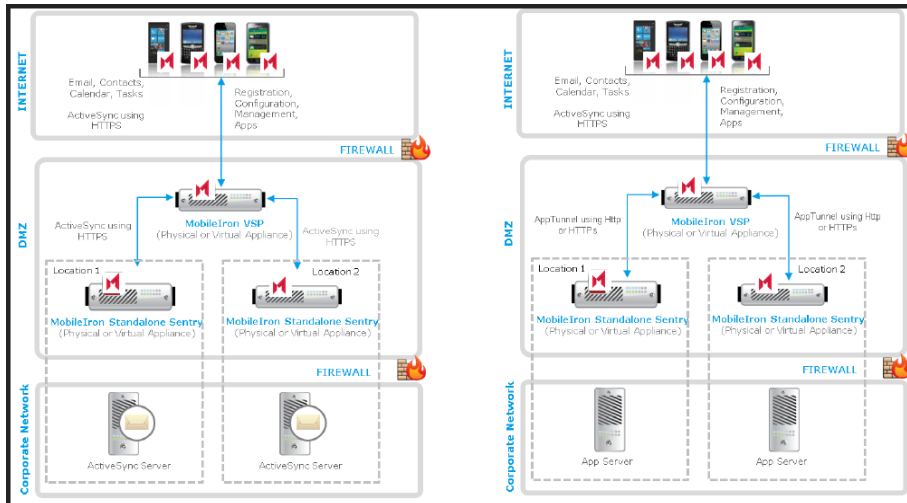 INTERNET
Email, Contacts,
Calendar, Tasks
ActiveSync using
HTTPS
Registration,
Configuration,
Management,
Apps
FIREWALL
DMZ
MobileIron VSP
(Physical or Virtual Appliance)
ActiveSync using
HTTPS
ActiveSync using
HTTPS
Location 1
MobileIron Standalone Sentry
(Physical or Virtual Appliance)
Location 2
MobileIron Standalone Sentry
(Physical or Virtual Appliance)
FIREWALL
Corporate Network
ActiveSync Server
ActiveSync Server
INTERNET
Email, Contacts,
Calendar, Tasks
ActiveSync using
HTTPS
Registration,
Configuration,
Management,
Apps
FIREWALL
DMZ
MobileIron VSP
(Physical or Virtual Appliance)
AppTunnel using Http
or HTTPs
AppTunnel using Http
or HTTPs
Location 1
MobileIron Standalone Sentry
(Physical or Virtual Appliance)
Location 2
MobileIron Standalone Sentry
(Physical or Virtual Appliance)
FIREWALL
Corporate Network
App Server
App Server